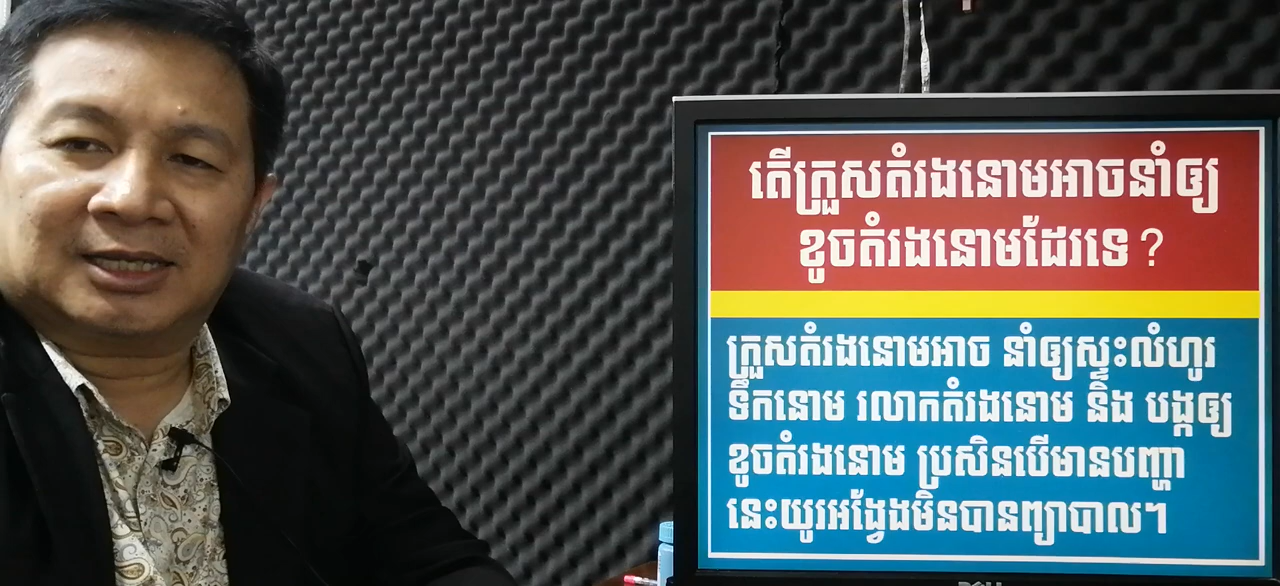 តើក្រួសតំរងនោមអាចនាំឲ្យ
ខូចតំរងនោមដែរទេ?
ក្រួសតំរងនោមអាច នាំឲ្យស្ទះលំហូរ
ទឹកនោម រលាកតំរងនោម និង បង្កឲ្យ
ខូចតំរងនោម ប្រសិនបើមានបញ្ហា
នេះយូរអង្វែងមិនបានព្យាបាល។